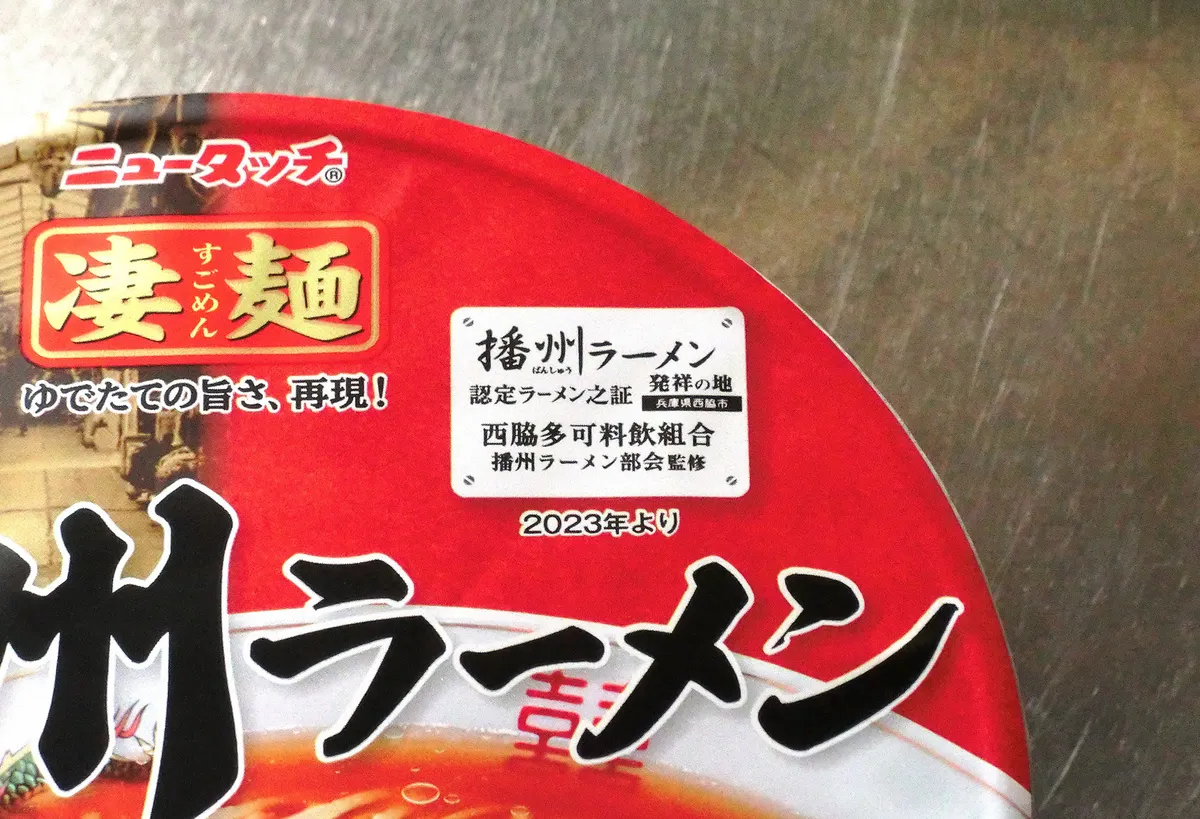 ニュータッチ®
凄麺
すごめん
ゆでたての旨さ、再現!
播州ラーメン
ばんしゅう
認定ラーメン之証
発祥の地
兵庫県西脇市
西脇多可料飲組合
播州ラーメン部会監修
2023年より
州ラーメン
囍